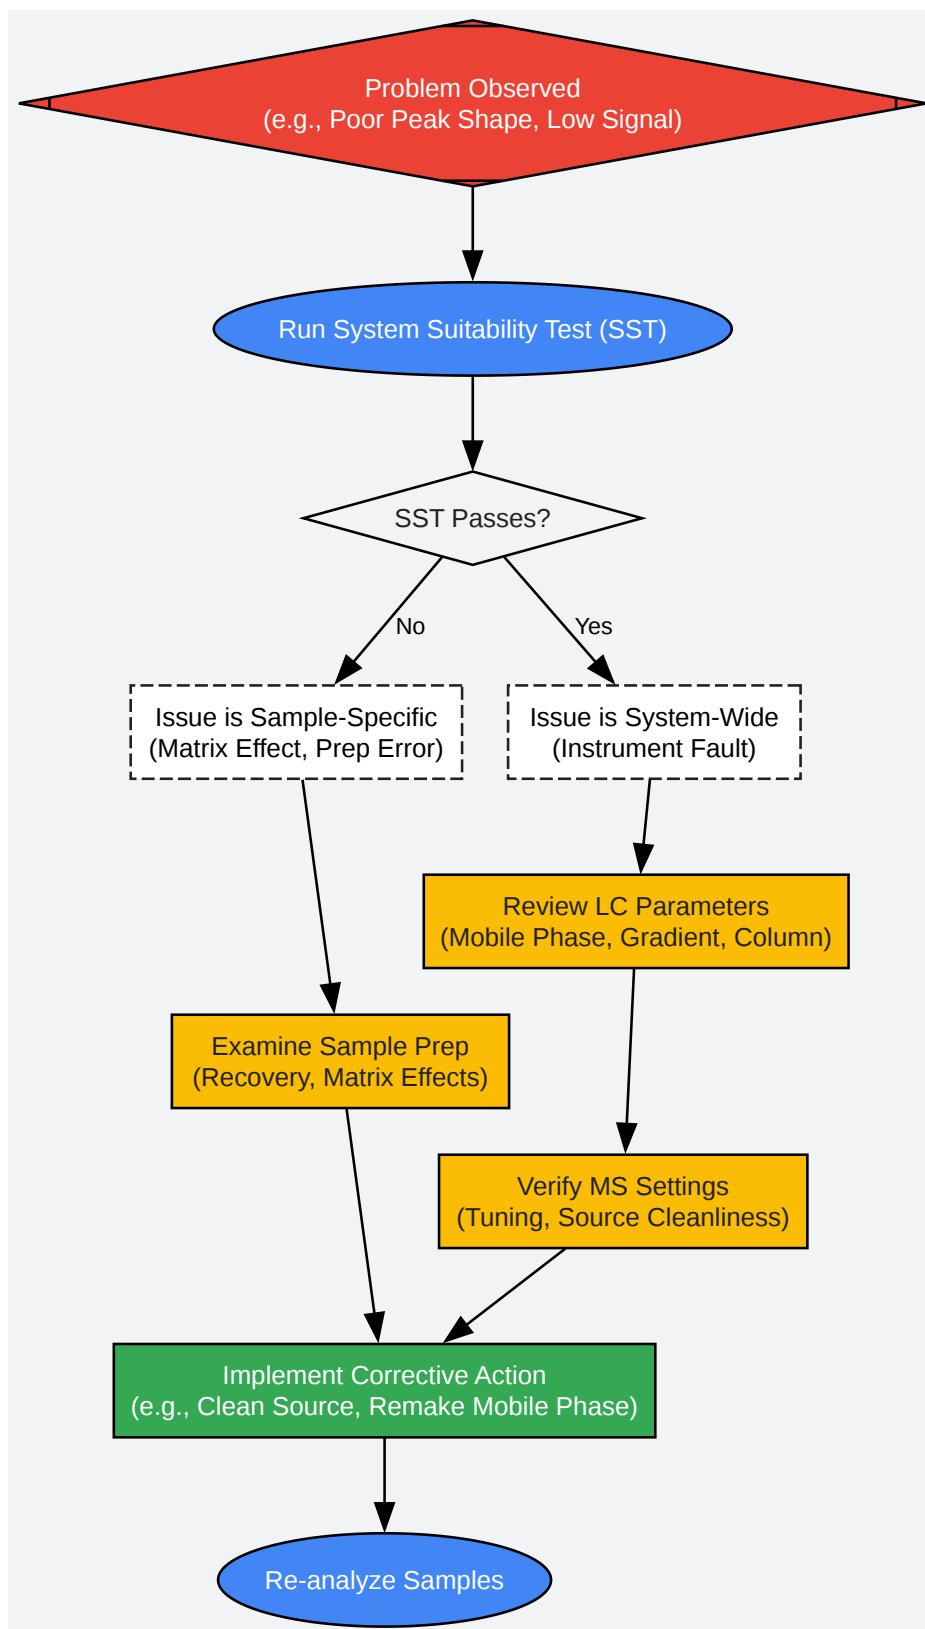 Problem Observed
(e.g., Poor Peak Shape, Low Signal)
Run System Suitability Test (SST)
SST Passes?
No
Yes
Issue is Sample-Specific
(Matrix Effect, Prep Error)
Issue is System-Wide
(Instrument Fault)
Review LC Parameters
(Mobile Phase, Gradient, Column)
Examine Sample Prep
(Recovery, Matrix Effects)
Verify MS Settings
(Tuning, Source Cleanliness)
Implement Corrective Action
(e.g., Clean Source, Remake Mobile Phase)
Re-analyze Samples